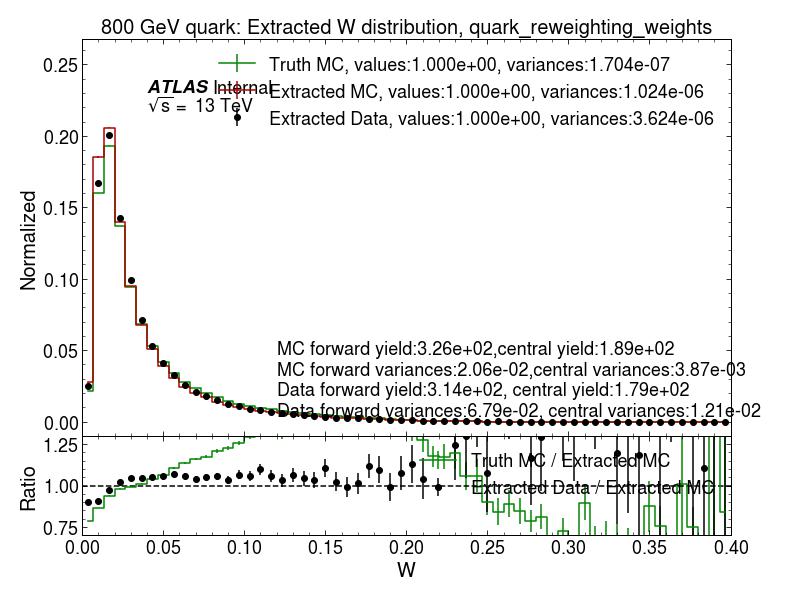 800 GeV quark: Extracted W distribution, quark_reweighting_weights
Truth MC, values:1.000e+00, variances:1.704e-07
Extracted MC, values:1.000e+00, variances:1.024e-06
Extracted Data, values:1.000e+00, variances:3.624e-06
ATLAS Internal
√s = 13 TeV
Normalized
0.25
0.20
0.15
0.10
0.05
0.00
MC forward yield:3.26e+02,central yield:1.89e+02
MC forward variances:2.06e-02,central variances:3.87e-03
Data forward yield:3.14e+02, central yield:1.79e+02
Data forward variances:6.79e-02, central variances:1.21e-02
Ratio
1.25
1.00
0.75
Truth MC / Extracted MC
Extracted Data / Extracted MC
0.00 0.05 0.10 0.15 0.20 0.25 0.30 0.35 0.40
W